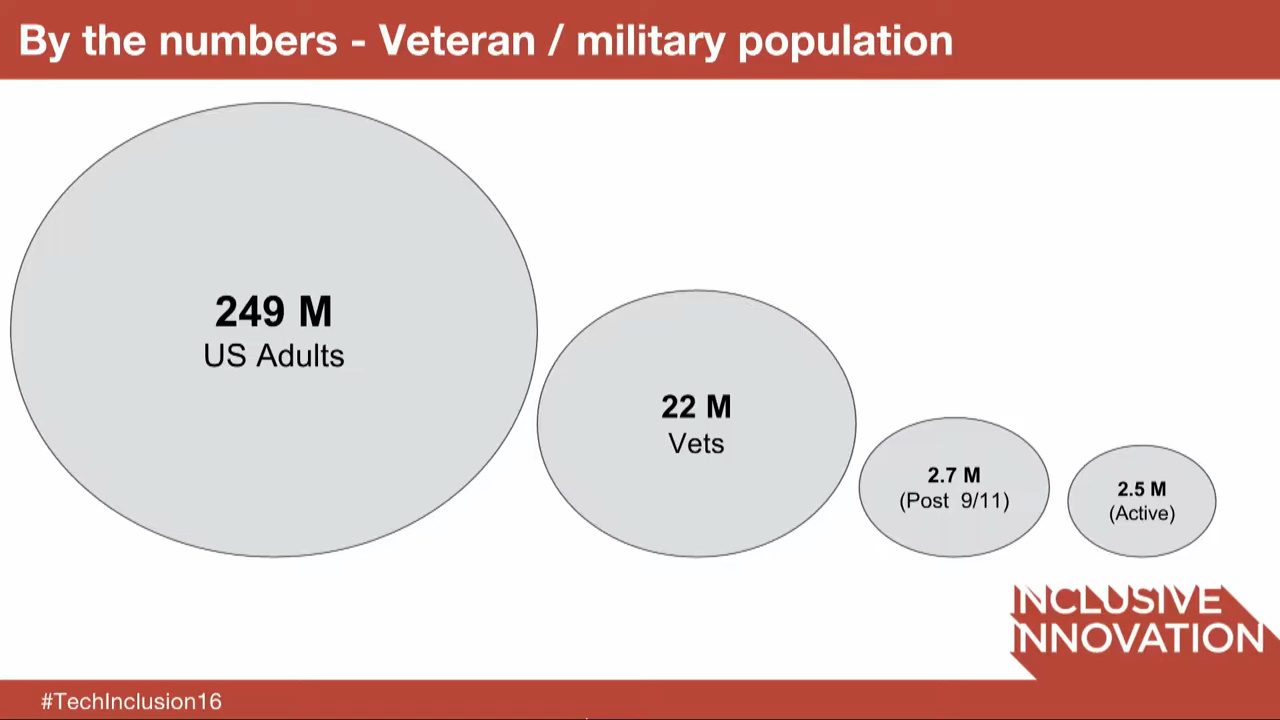 By the numbers - Veteran / military population
249 M
US Adults
22 M
Vets
2.7 M
(Post 9/11)
2.5 M
(Active)
INCLUSIVE
INNOVATION
#TechInclusion16